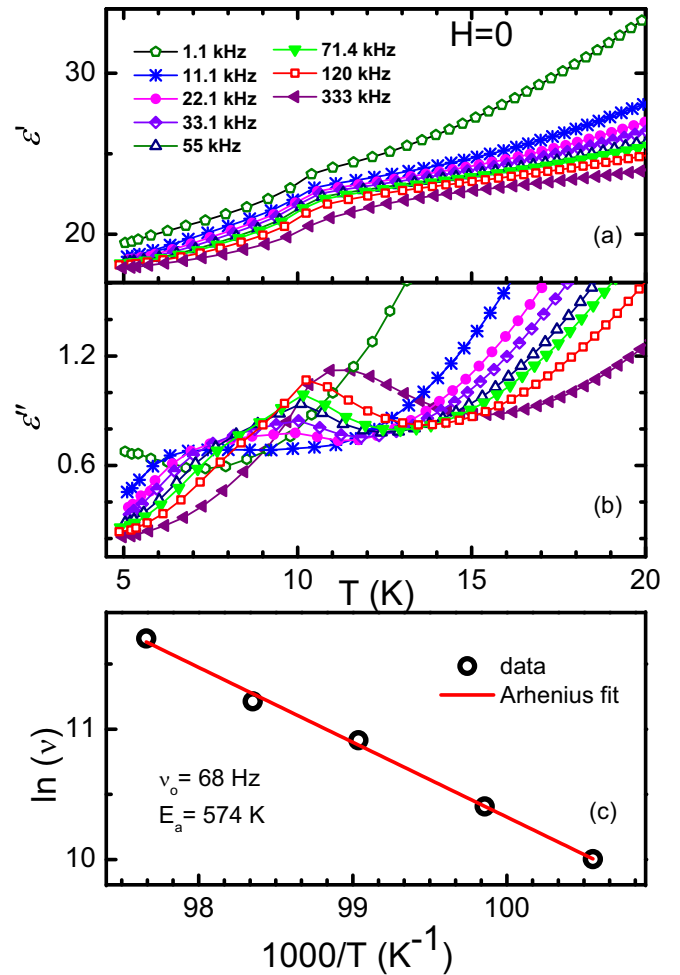 H=0
1.1 kHz
11.1 kHz
22.1 kHz
33.1 kHz
55 kHz
71.4 kHz
120 kHz
333 kHz
30
20
ε'
(a)
1.2
0.6
ε''
(b)
5 10 15 20
T (K)
data
Arhenius fit
11
10
ln (ν)
ν₀= 68 Hz
Eₐ= 574 K
(c)
98 99 100
1000/T (K⁻¹)